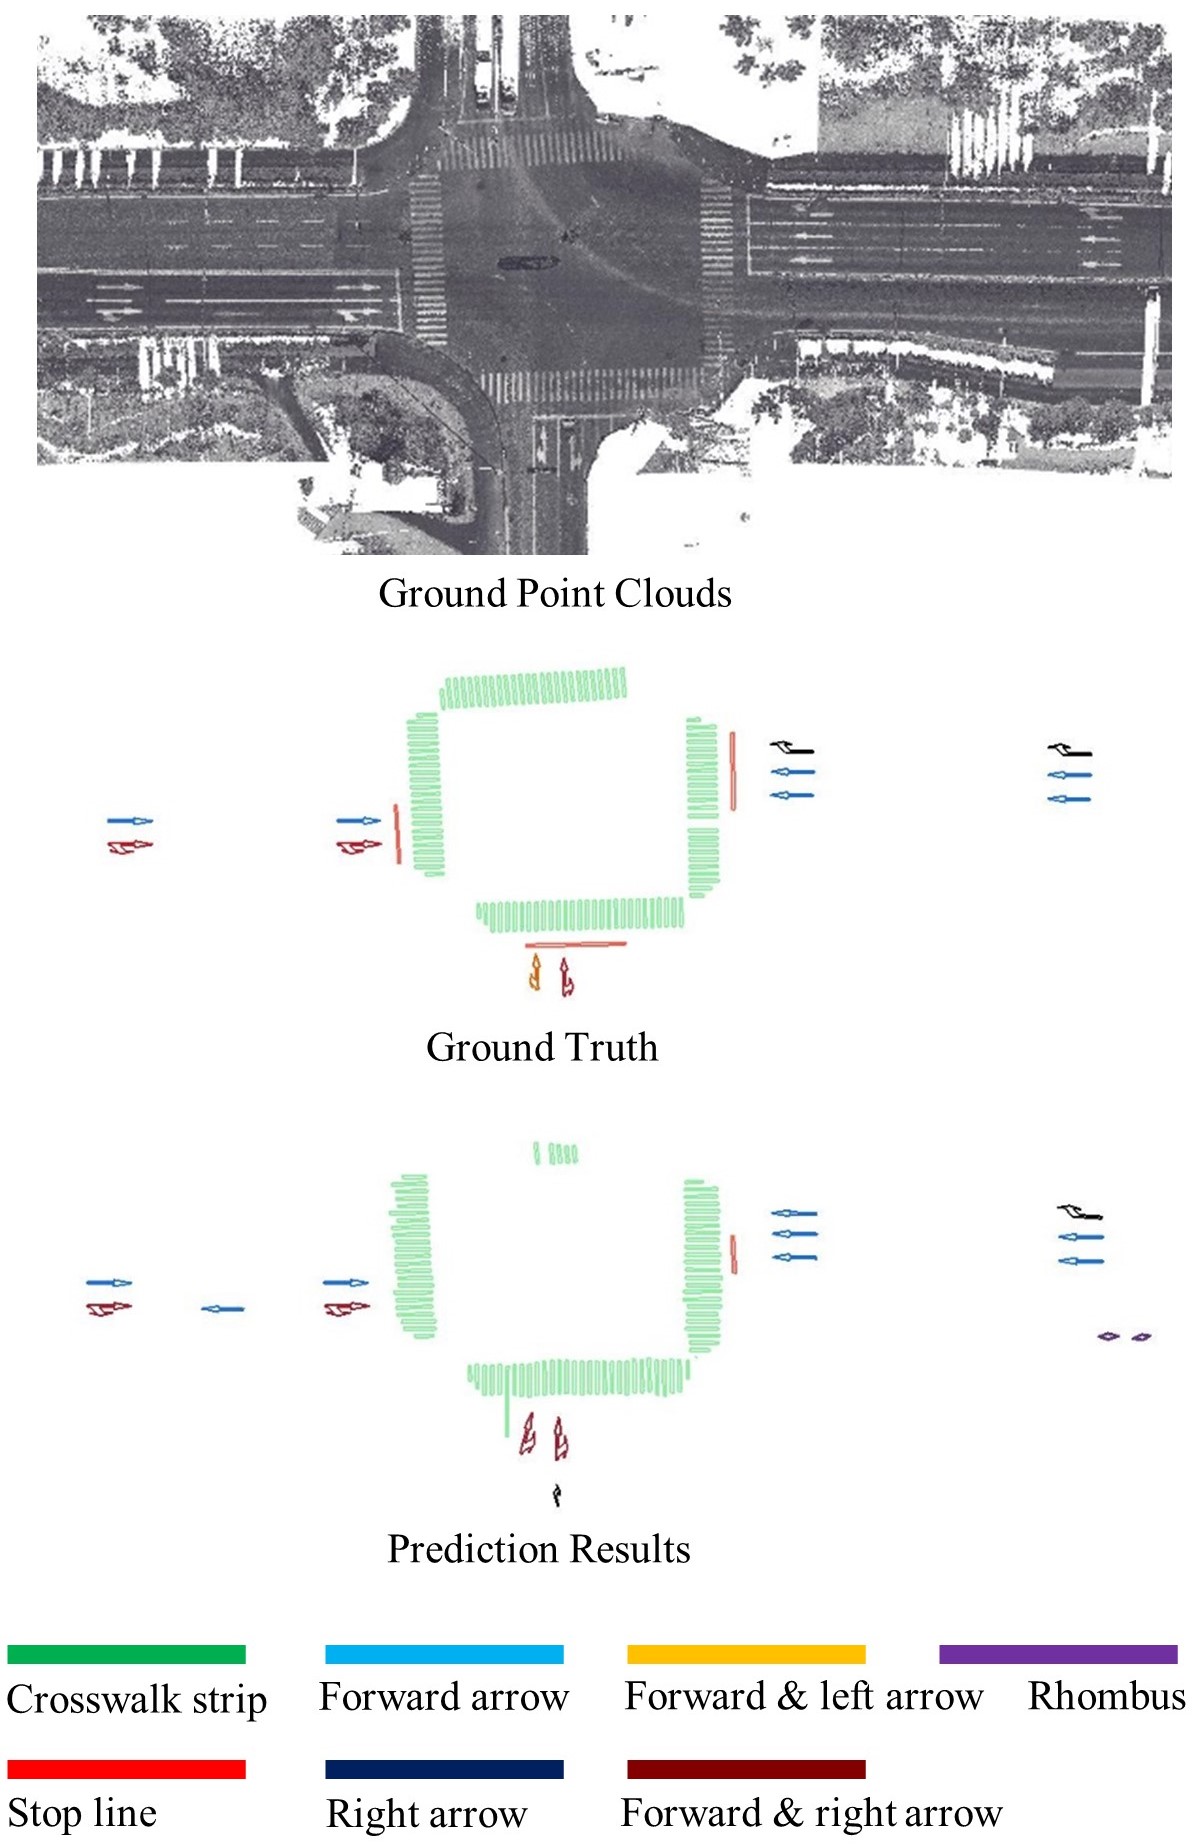 Ground Point Clouds
Ground Truth
Prediction Results
Crosswalk strip Forward arrow Forward & left arrow Rhombus
Stop line Right arrow Forward & right arrow